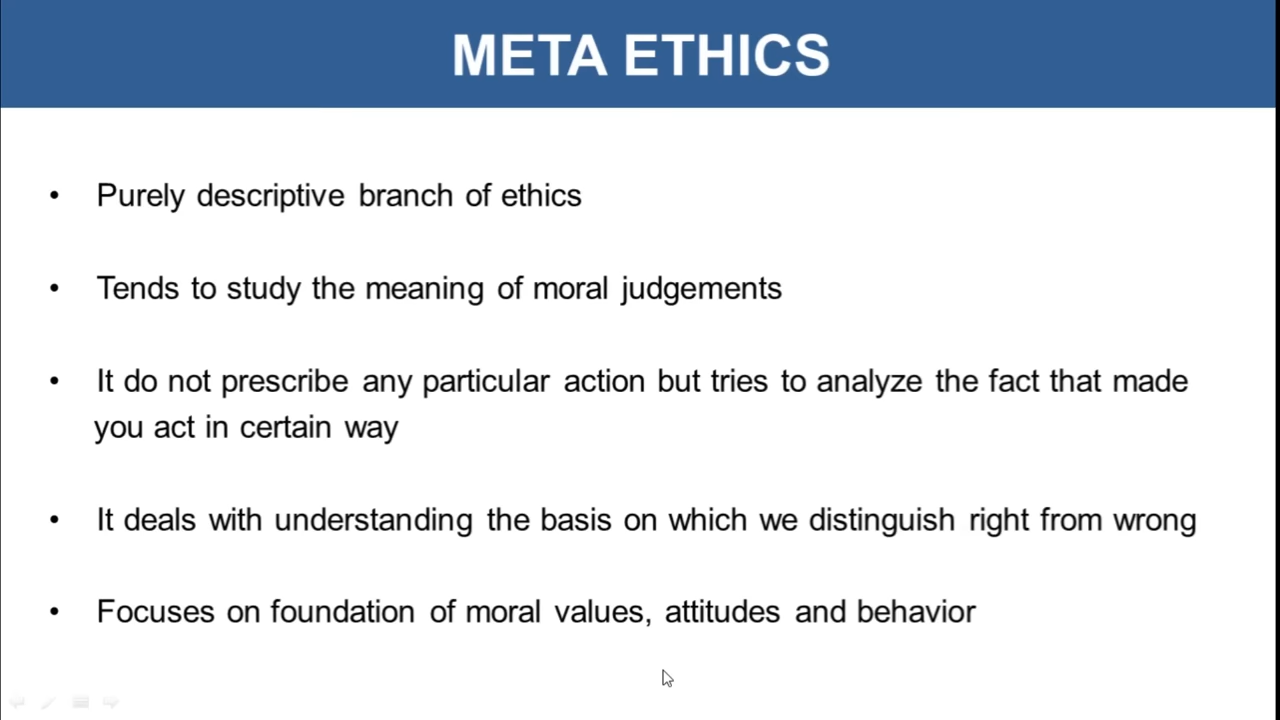 META ETHICS
• Purely descriptive branch of ethics
• Tends to study the meaning of moral judgements
• It do not prescribe any particular action but tries to analyze the fact that made
you act in certain way
• It deals with understanding the basis on which we distinguish right from wrong
• Focuses on foundation of moral values, attitudes and behavior